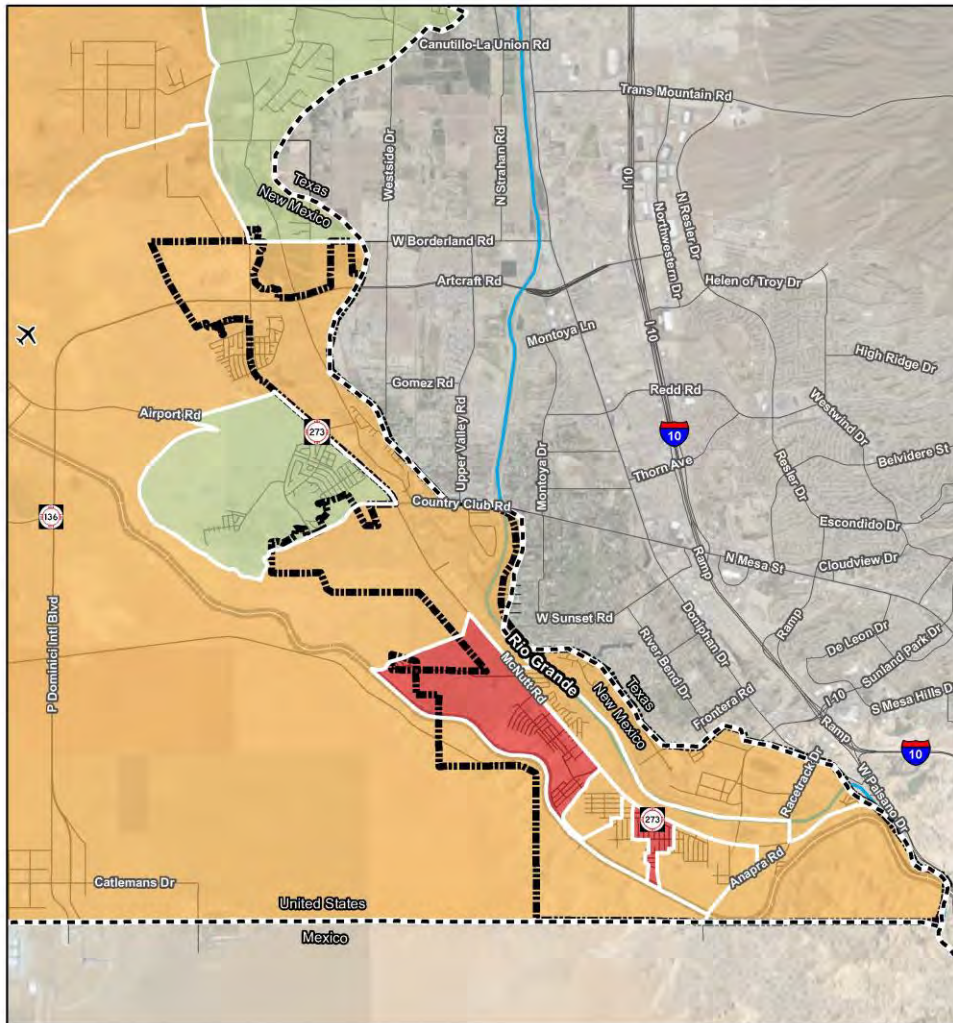 Canutillo-La Union Rd
Trans Mountain Rd
Westside Dr
N Strahan Rd
I 10
N Resler Dr
Northwestern Dr
Texas
New Mexico
W Borderland Rd
Artcraft Rd
Helen of Troy Dr
Montoya Ln
I 10
High Ridge Dr
Gomez Rd
Redd Rd
Airport Rd
Upper Valley Rd
Westwind Dr
273
10
Montoya Dr
Thorn Ave
Resler Dr
Belvidere St
Country Club Rd
136
Escondido Dr
Ramp
N Mesa St
Cloudview Dr
P Dominici Intl Blvd
W Sunset Rd
Doniphan Dr
Ramp
De Leon Dr
Sunland Park Dr
River Bend Dr
Rio Grande
McNutt Rd
Texas
New Mexico
Frontera Rd
I-10
S Mesa Hills D
Ramp
10
Racetrack Dr
W Paisano Dr
273
Anapra Rd
Catlemans Dr
United States
Mexico